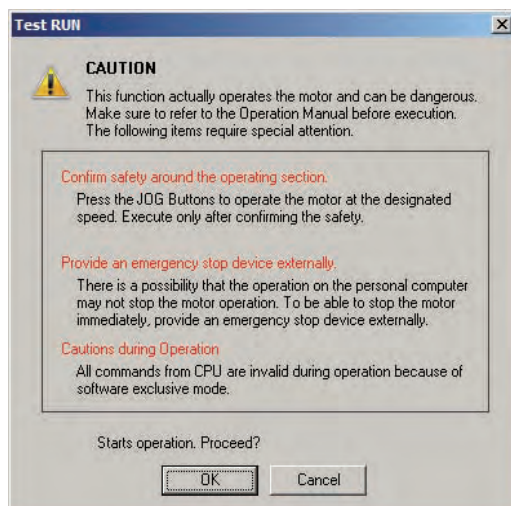 Test RUN
CAUTION
This function actually operates the motor and can be dangerous.
Make sure to refer to the Operation Manual before execution.
The following items require special attention.
Confirm safety around the operating section.
Press the JOG Buttons to operate the motor at the designated
speed. Execute only after confirming the safety.
Provide an emergency stop device externally.
There is a possibility that the operation on the personal computer
may not stop the motor operation. To be able to stop the motor
immediately, provide an emergency stop device externally.
Cautions during Operation
All commands from CPU are invalid during operation because of
software exclusive mode.
Starts operation. Proceed?
OK
Cancel